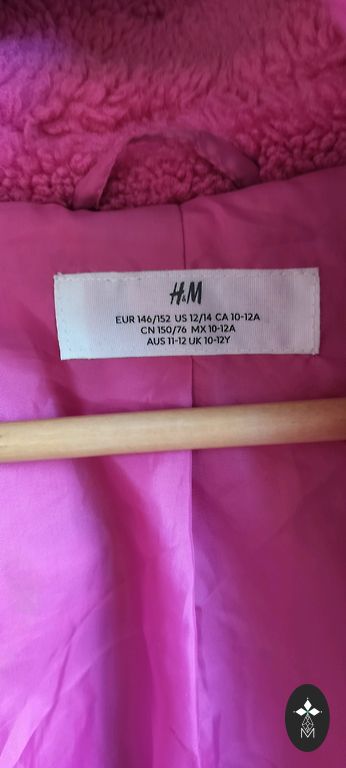 H&M
EUR 146/152 US 12/14 CA 10-12A
CN 150/76 MX 10-12A
AUS 11-12 UK 10-12Y
M